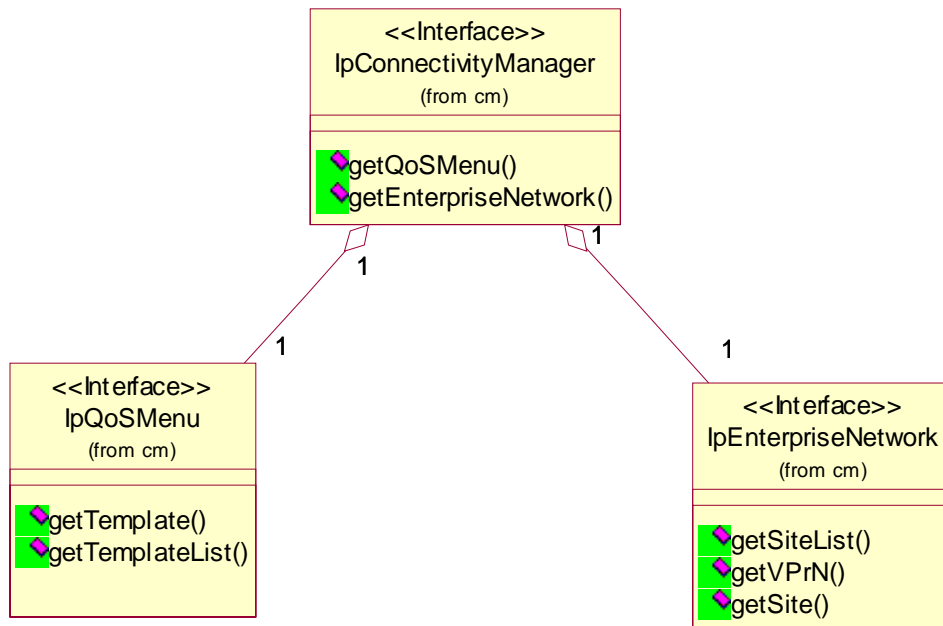 <<Interface>>
IpConnectivityManager
(from cm)
getQoSMenu()
getEnterpriseNetwork()
1
1
1
1
<<Interface>>
IpQoSMenu
(from cm)
getTemplate()
getTemplateList()
<<Interface>>
IpEnterpriseNetwork
(from cm)
getSiteList()
getVPrN()
getSite()